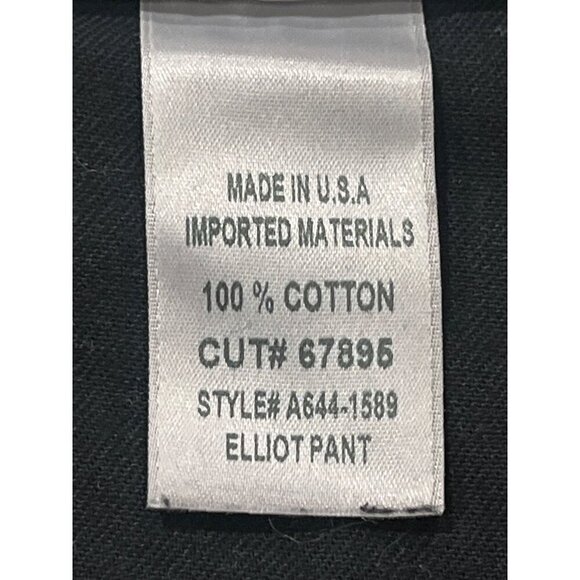 MADE IN U.S.A
IMPORTED MATERIALS
100 % COTTON
CUT# 67895
STYLE# A644-1589
ELLIOT PANT